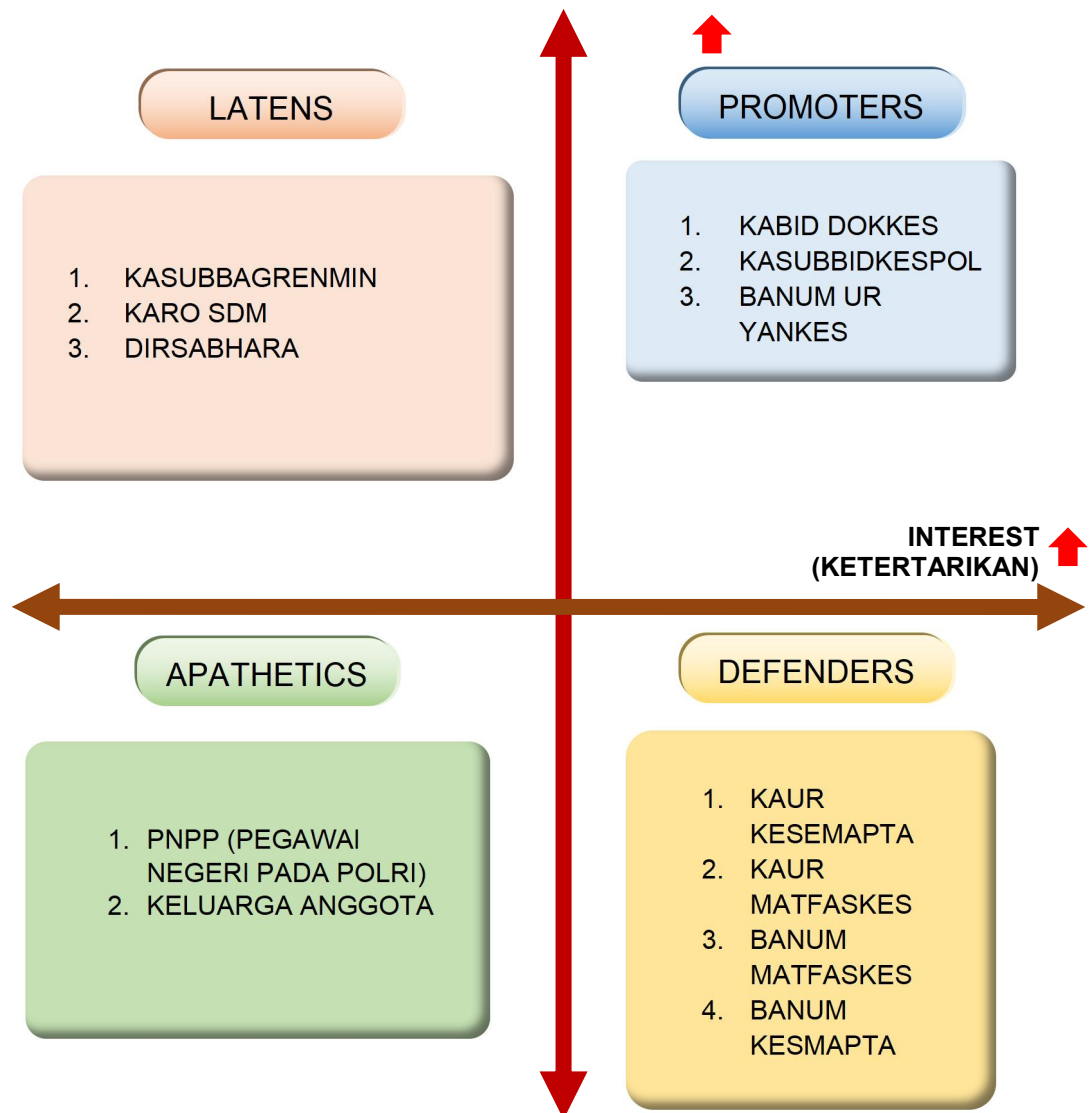 LATENS
1. KASUBBAGRENMIN
2. KARO SDM
3. DIRSABHARA
PROMOTERS
1. KABID DOKKES
2. KASUBBIDKESPOL
3. BANUM UR
YANKES
INTEREST
(KETERTARIKAN)
APATHETICS
1. PNPP (PEGAWAI
NEGERI PADA POLRI)
2. KELUARGA ANGGOTA
DEFENDERS
1. KAUR
KESEMAPTA
2. KAUR
MATFASKES
3. BANUM
MATFASKES
4. BANUM
KESMAPTA